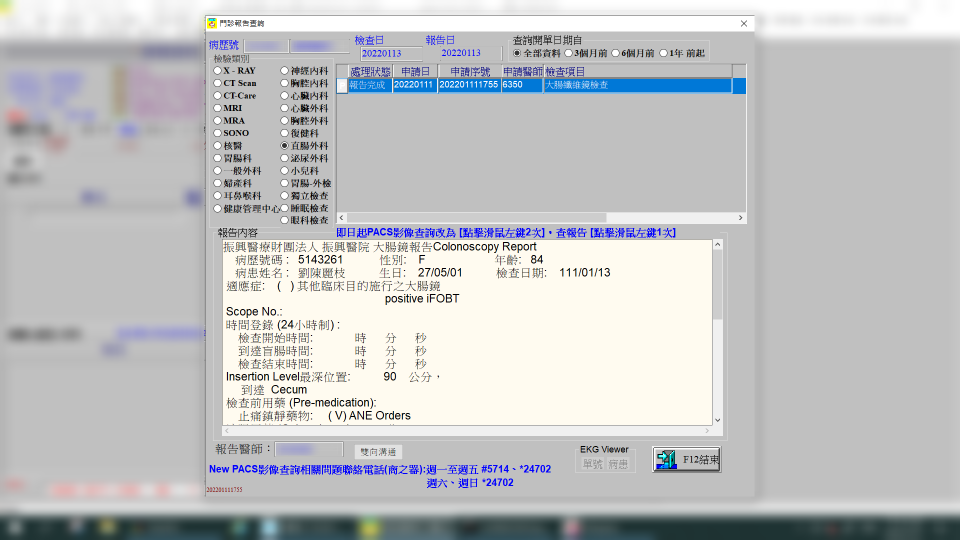 門診報告查詢
病歷號 檢查日 報告日 查詢開單日期自
20220113 20220113 全部資料 3個月前 6個月前 1年 前起
檢驗類別
X - RAY 神經內科
CT Scan 胸腔內科
CT-Care 心臟內科
MRI 心臟外科
MRA 胸腔外科
SONO 復健科
核醫 直腸外科
胃腸科 泌尿外科
一般外科 小兒科
婦產科 胃腸-外檢
耳鼻喉科 獨立檢查
健康管理中心 睡眠檢查
眼科檢查
處理狀態 申請日 申請序號 申請醫師 檢查項目
報告完成 20220111 202201111755 6350 大腸纖維鏡檢查
報告內容 即日起PACS影像查詢改為 [點擊滑鼠左鍵2次]。查報告 [點擊滑鼠左鍵1次]
振興醫療財團法人 振興醫院 大腸鏡報告Colonoscopy Report
病歷號碼: 5143261 性別: F 年齡: 84
病患姓名: 劉陳麗枝 生日: 27/05/01 檢查日期: 111/01/13
適應症: ( ) 其他臨床目的施行之大腸鏡
positive iFOBT
Scope No.:
時間登錄 (24小時制) :
檢查開始時間: 時 分 秒
到達盲腸時間: 時 分 秒
檢查結束時間: 時 分 秒
Insertion Level最深位置: 90 公分,
到達 Cecum
檢查前用藥 (Pre-medication):
止痛鎮靜藥物: ( V) ANE Orders
報告醫師: 雙向溝通 EKG Viewer
單號 病患 F12結束
New PACS影像查詢相關問題聯絡電話(商之器):週一至週五 #5714、*24702
週六、週日 *24702
202201111755